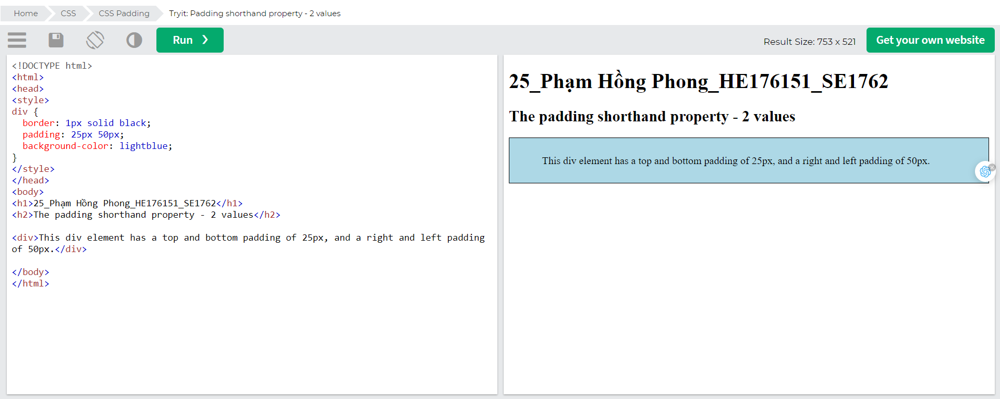 Home CSS CSS Padding Tryit: Padding shorthand property - 2 values
Run ❯ Result Size: 753 x 521 Get your own website
<!DOCTYPE html>
<html>
<head>
<style>
div {
  border: 1px solid black;
  padding: 25px 50px;
  background-color: lightblue;
}
</style>
</head>
<body>
<h1>25_Phạm Hồng Phong_HE176151_SE1762</h1>
<h2>The padding shorthand property - 2 values</h2>

<div>This div element has a top and bottom padding of 25px, and a right and left padding
of 50px.</div>

</body>
</html>
25_Phạm Hồng Phong_HE176151_SE1762
The padding shorthand property - 2 values
This div element has a top and bottom padding of 25px, and a right and left padding of 50px.